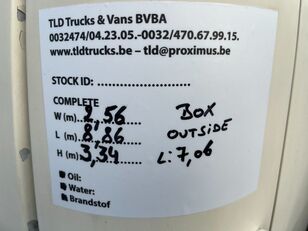 TLD Trucks & Vans BVBA
0032474/04.23.05.-0032/470.67.99.15.
www.tldtrucks.be – tld@proximus.be
STOCK ID: ........................
COMPLETE
W (m) 2,56 BOX
L (m) 8,86 OUTSIDE
H (m) 3,34 L: 7,06
Oil:
Water:
Brandstof